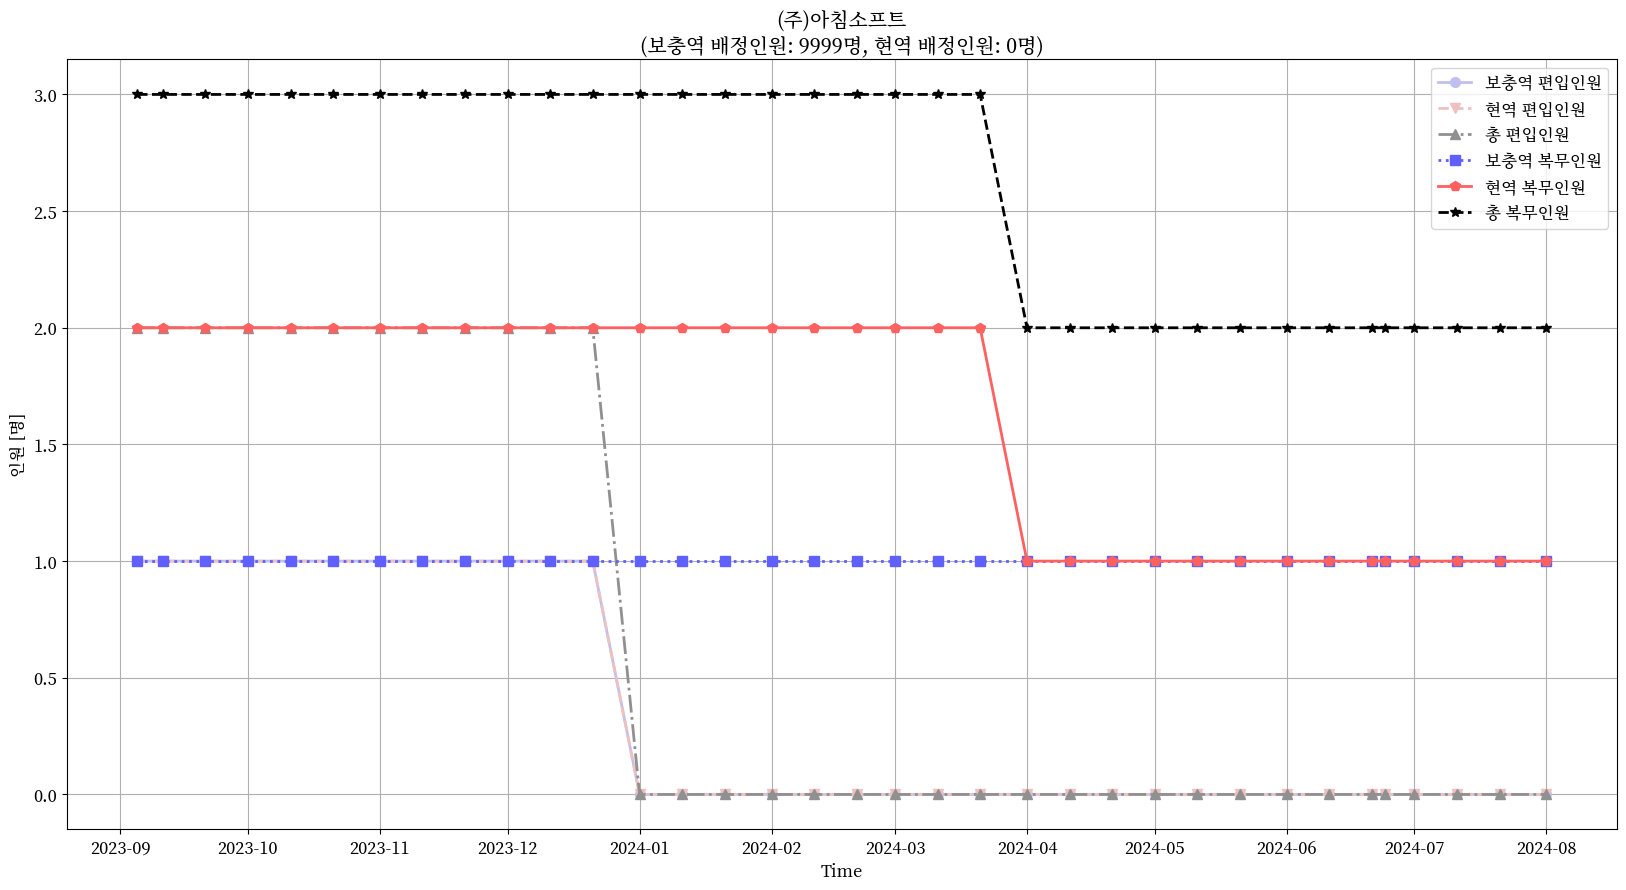 (주)아침소프트
(보충역 배정인원: 9999명, 현역 배정인원: 0명)
보충역 편입인원
현역 편입인원
총 편입인원
보충역 복무인원
현역 복무인원
총 복무인원
인원 [명]
3.0
2.5
2.0
1.5
1.0
0.5
0.0
2023-09 2023-10 2023-11 2023-12 2024-01 2024-02 2024-03 2024-04 2024-05 2024-06 2024-07 2024-08
Time